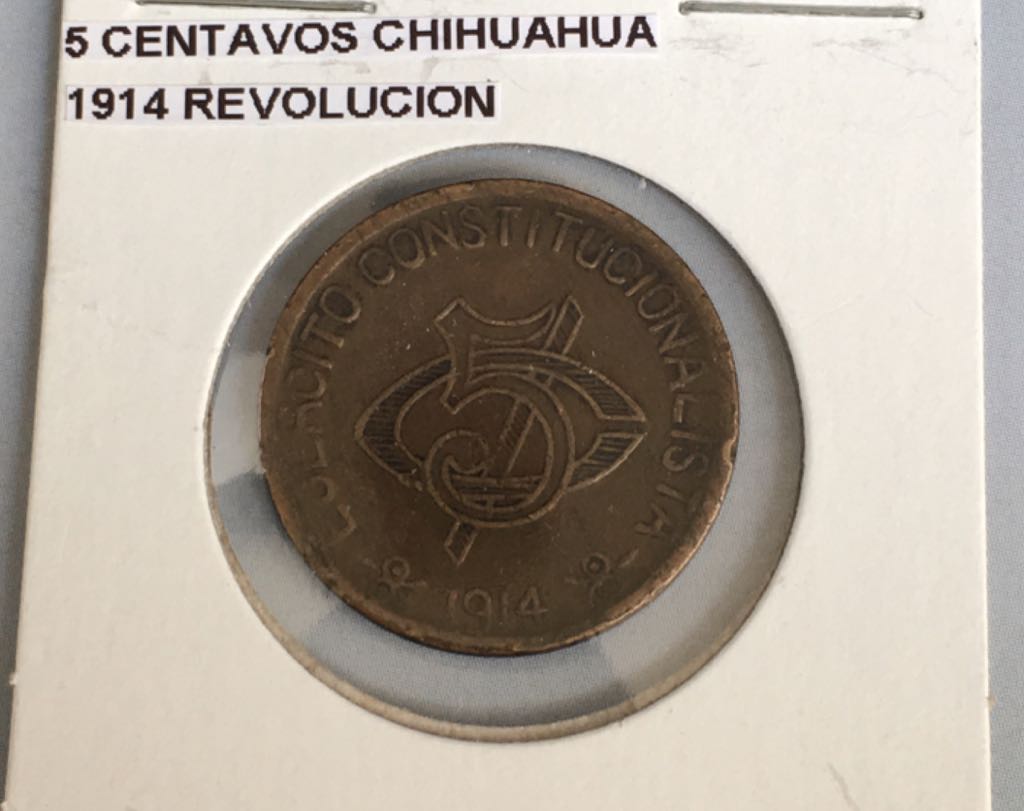 5 CENTAVOS CHIHUAHUA
1914 REVOLUCION
EJERCITO CONSTITUCIONALISTA
5 ¢
1914